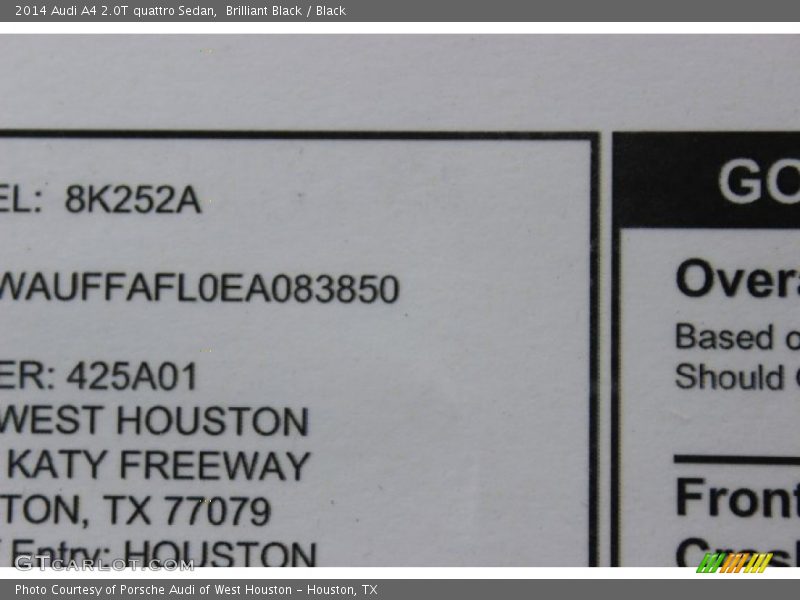 2014 Audi A4 2.0T quattro Sedan,  Brilliant Black / Black
EL: 8K252A
WAUFFAFL0EA083850
ER: 425A01
WEST HOUSTON
KATY FREEWAY
TON, TX 77079
Entry: HOUSTON
GO
Overa
Based o
Should
Front
Crash
GTCARLOT.COM
Photo Courtesy of Porsche Audi of West Houston – Houston, TX